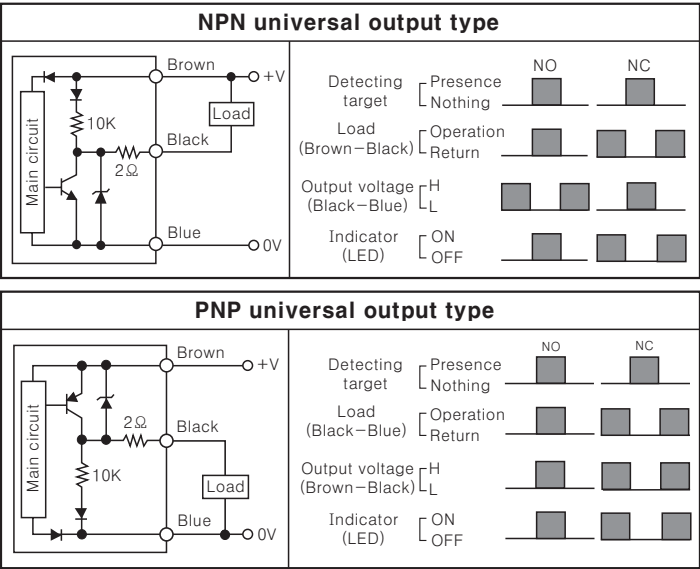 NPN universal output type
Main circuit
10K
2Ω
Brown
Black
Blue
Load
+V
0V
NO NC
Detecting target
Presence
Nothing
Load
(Brown-Black)
Operation
Return
Output voltage
(Black-Blue)
H
L
Indicator
(LED)
ON
OFF
PNP universal output type
Main circuit
2Ω
10K
Brown
Black
Blue
Load
+V
0V
NO NC
Detecting target
Presence
Nothing
Load
(Black-Blue)
Operation
Return
Output voltage
(Brown-Black)
H
L
Indicator
(LED)
ON
OFF